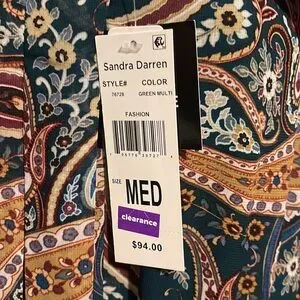 Sandra Darren
STYLE# COLOR
76728 GREEN MULTI
FASHION
SIZE MED
clearance
$94.00